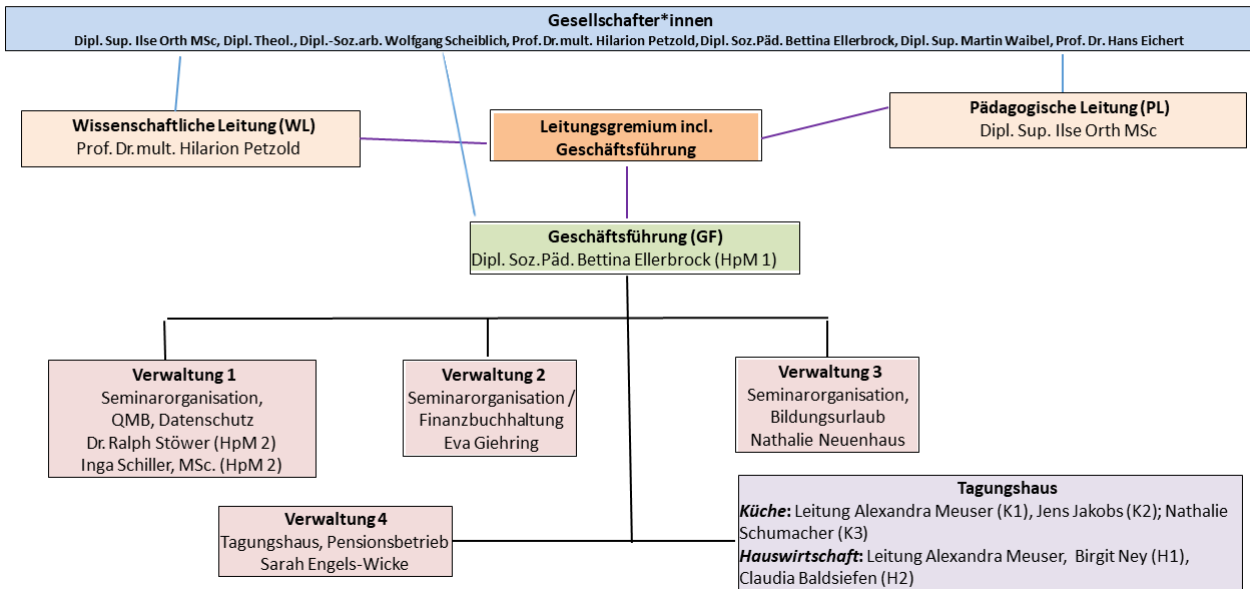 Gesellschafter*innen
Dipl. Sup. Ilse Orth MSc, Dipl. Theol., Dipl.-Soz.arb. Wolfgang Scheiblich, Prof.Dr.mult. Hilarion Petzold, Dipl. Soz.Päd. Bettina Ellerbrock, Dipl. Sup. Martin Waibel, Prof. Dr. Hans Eichert
Wissenschaftliche Leitung (WL)
Prof. Dr.mult. Hilarion Petzold
Leitungsgremium incl.
Geschäftsführung
Pädagogische Leitung (PL)
Dipl. Sup. Ilse Orth MSc
Geschäftsführung (GF)
Dipl. Soz.Päd. Bettina Ellerbrock (HpM 1)
Verwaltung 1
Seminarorganisation,
QMB, Datenschutz
Dr. Ralph Stöwer (HpM 2)
Inga Schiller, MSc. (HpM 2)
Verwaltung 2
Seminarorganisation /
Finanzbuchhaltung
Eva Giehring
Verwaltung 3
Seminarorganisation,
Bildungsurlaub
Nathalie Neuenhaus
Verwaltung 4
Tagungshaus, Pensionsbetrieb
Sarah Engels-Wicke
Tagungshaus
Küche: Leitung Alexandra Meuser (K1), Jens Jakobs (K2); Nathalie
Schumacher (K3)
Hauswirtschaft: Leitung Alexandra Meuser, Birgit Ney (H1),
Claudia Baldsiefen (H2)